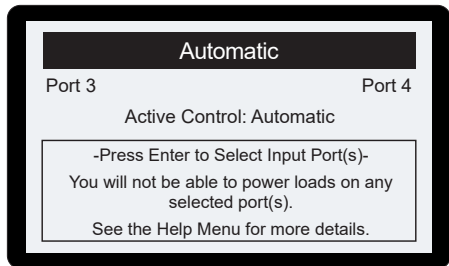 Automatic
Port 3 Port 4
Active Control: Automatic
-Press Enter to Select Input Port(s)-
You will not be able to power loads on any
selected port(s).
See the Help Menu for more details.